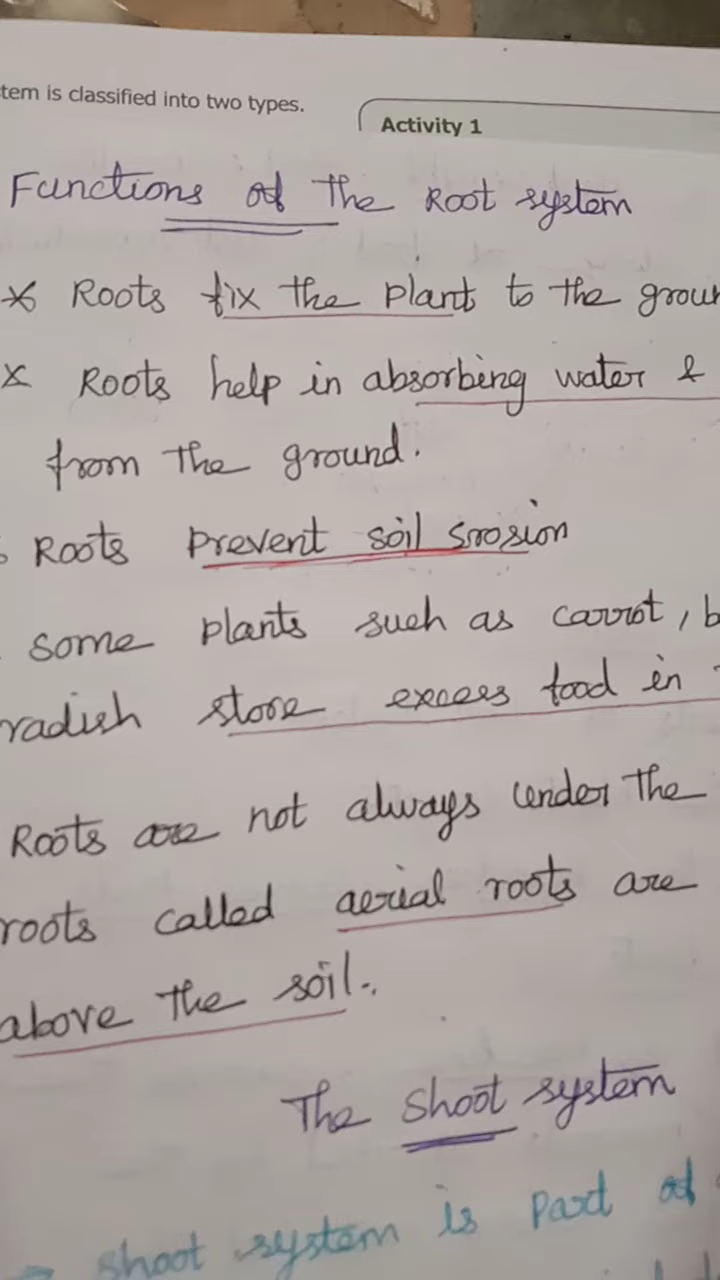 tem is classified into two types.
Activity 1
Functions of the Root system
Roots fix the plant to the groun
Roots help in absorbing water &
from the ground.
Roots prevent soil erosion
some plants such as carrot, b
radish store excess food in
Roots are not always under the
roots called aerial roots are
above the soil.
The shoot system
shoot system is part of